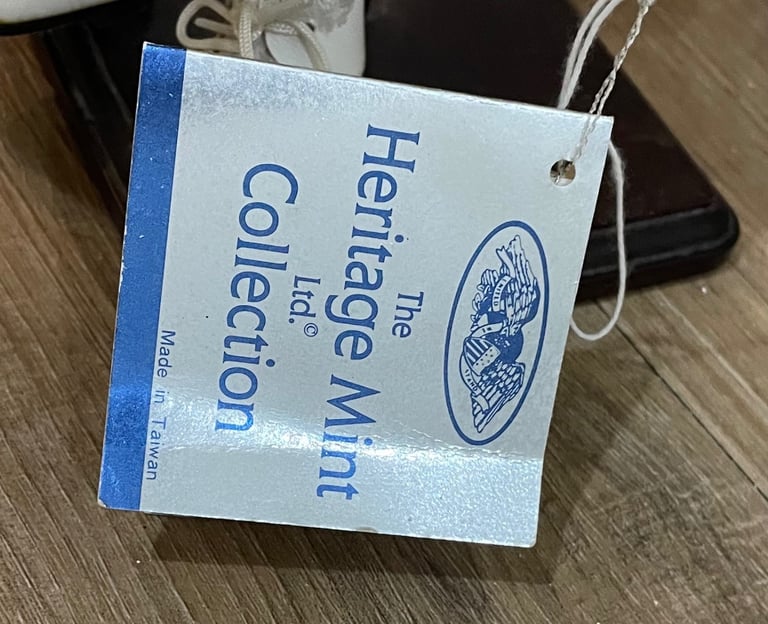 The
Heritage Mint
Ltd.©
Collection
Made in Taiwan